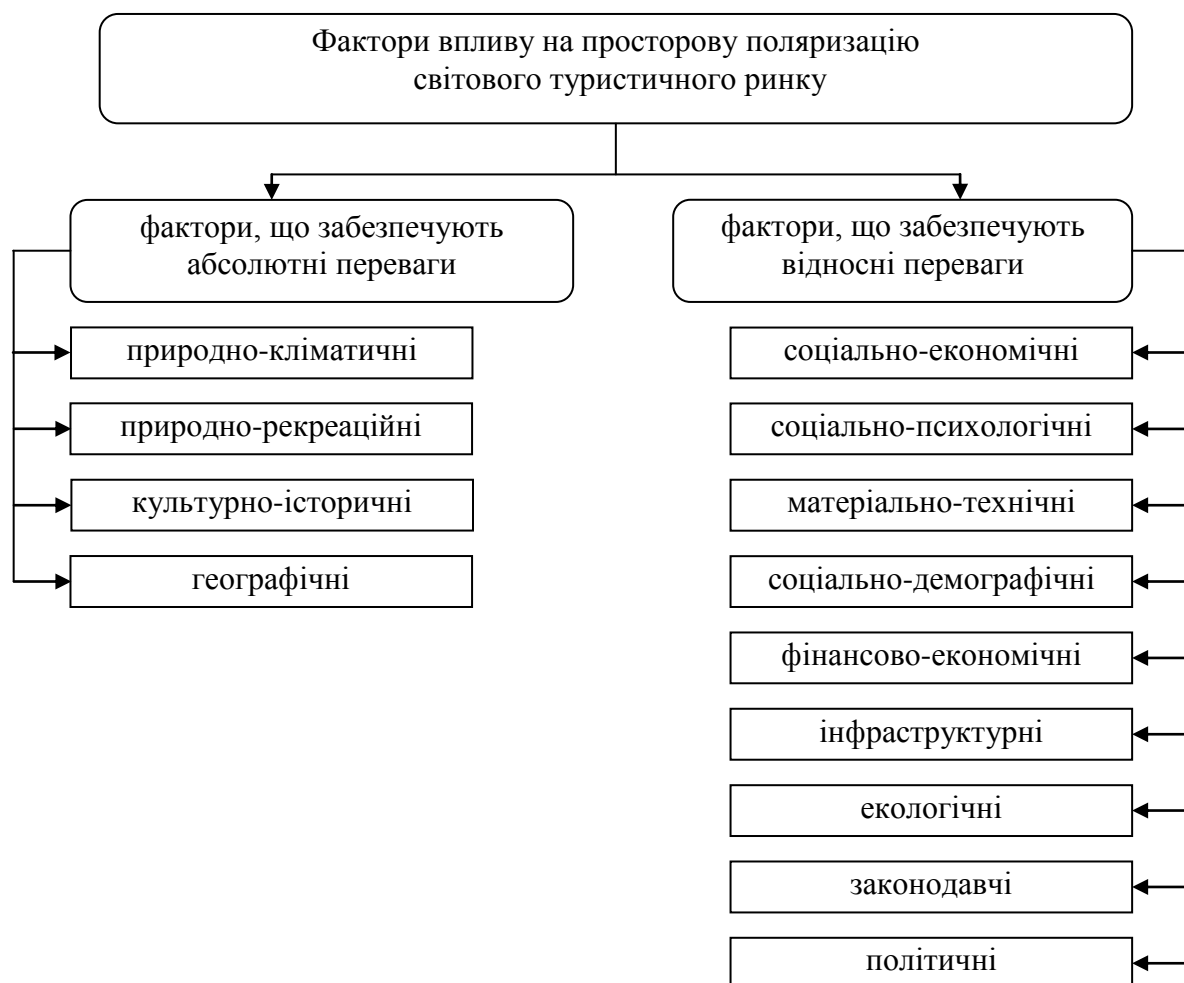 Фактори впливу на просторову поляризацію
світового туристичного ринку
фактори, що забезпечують
абсолютні переваги
фактори, що забезпечують
відносні переваги
природно-кліматичні
природно-рекреаційні
культурно-історичні
географічні
соціально-економічні
соціально-психологічні
матеріально-технічні
соціально-демографічні
фінансово-економічні
інфраструктурні
екологічні
законодавчі
політичні